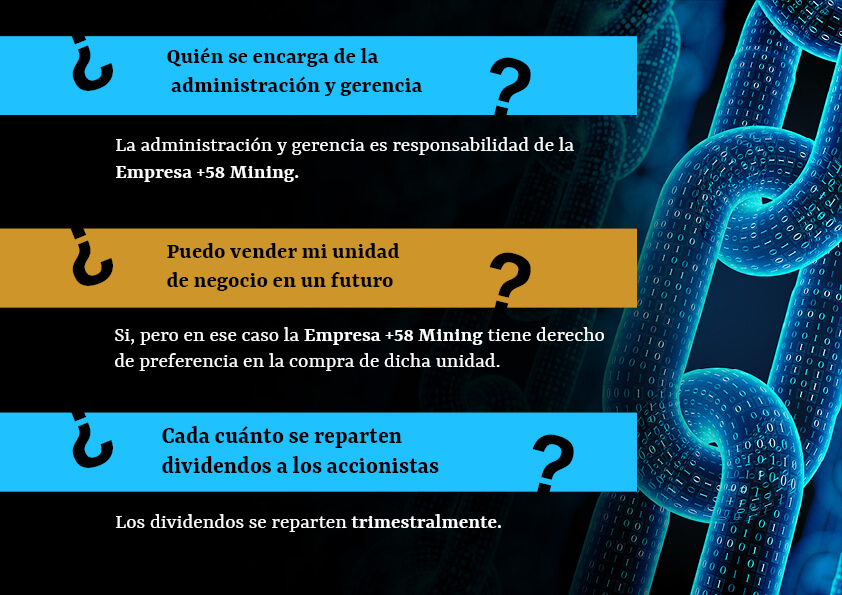 ¿ Quién se encarga de la
administración y gerencia ?
La administración y gerencia es responsabilidad de la
Empresa +58 Mining.
¿ Puedo vender mi unidad
de negocio en un futuro ?
Si, pero en ese caso la Empresa +58 Mining tiene derecho
de preferencia en la compra de dicha unidad.
¿ Cada cuánto se reparten
dividendos a los accionistas ?
Los dividendos se reparten trimestralmente.